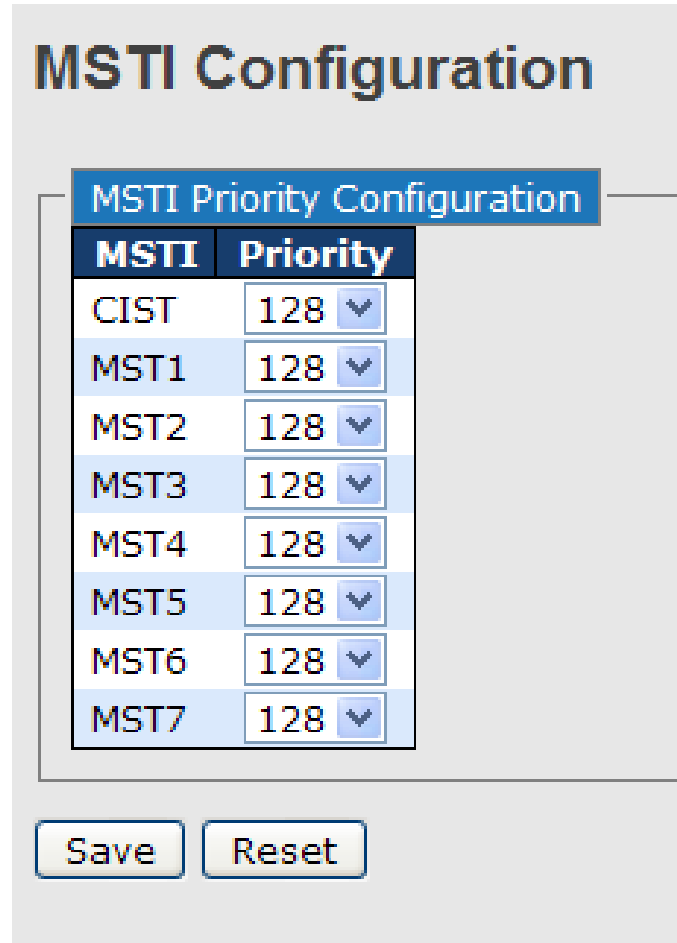 MSTI Configuration
MSTI Priority Configuration
MSTI Priority
CIST 128
MST1 128
MST2 128
MST3 128
MST4 128
MST5 128
MST6 128
MST7 128
Save Reset